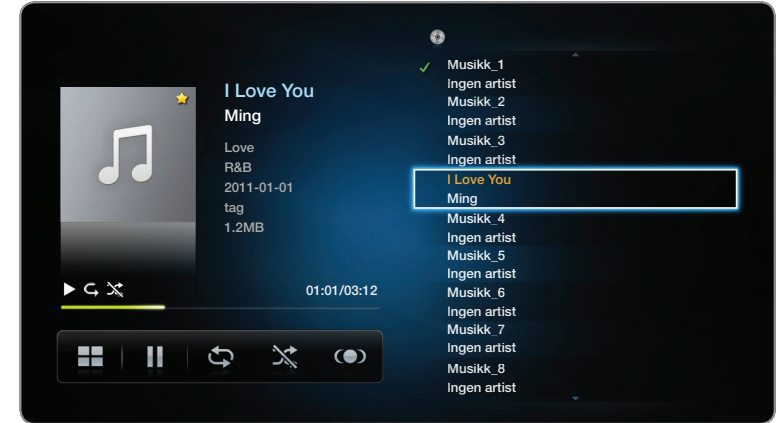 I Love You
Ming
Love
R&B
2011-01-01
tag
1.2MB
01:01/03:12
Musikk_1
Ingen artist
Musikk_2
Ingen artist
Musikk_3
Ingen artist
I Love You
Ming
Musikk_4
Ingen artist
Musikk_5
Ingen artist
Musikk_6
Ingen artist
Musikk_7
Ingen artist
Musikk_8
Ingen artist